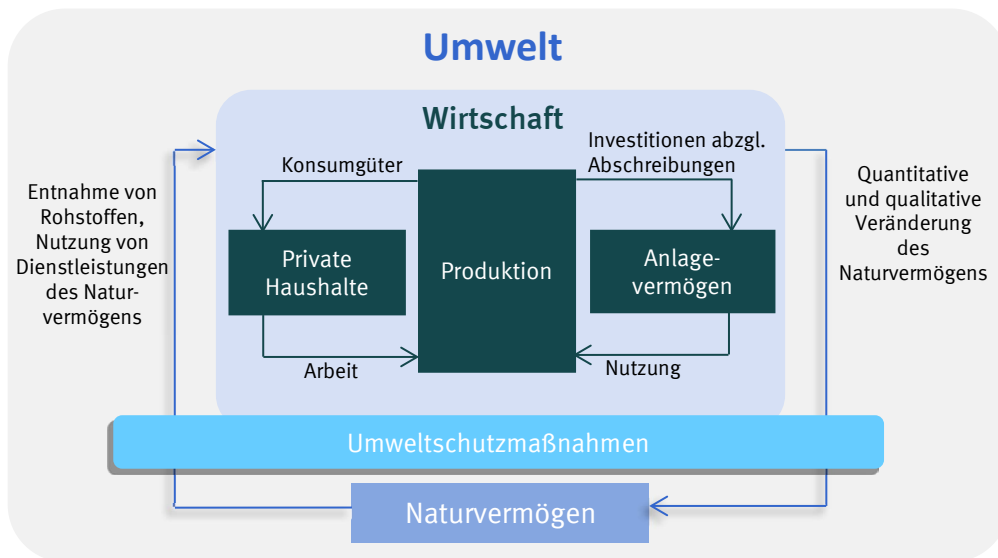 Umwelt
Wirtschaft
Konsumgüter
Investitionen abzgl.
Abschreibungen
Entnahme von
Rohstoffen,
Nutzung von
Dienstleistungen
des Natur-
vermögens
Private
Haushalte
Produktion
Anlage-
vermögen
Quantitative
und qualitative
Veränderung
des
Naturvermögens
Arbeit
Nutzung
Umweltschutzmaßnahmen
Naturvermögen